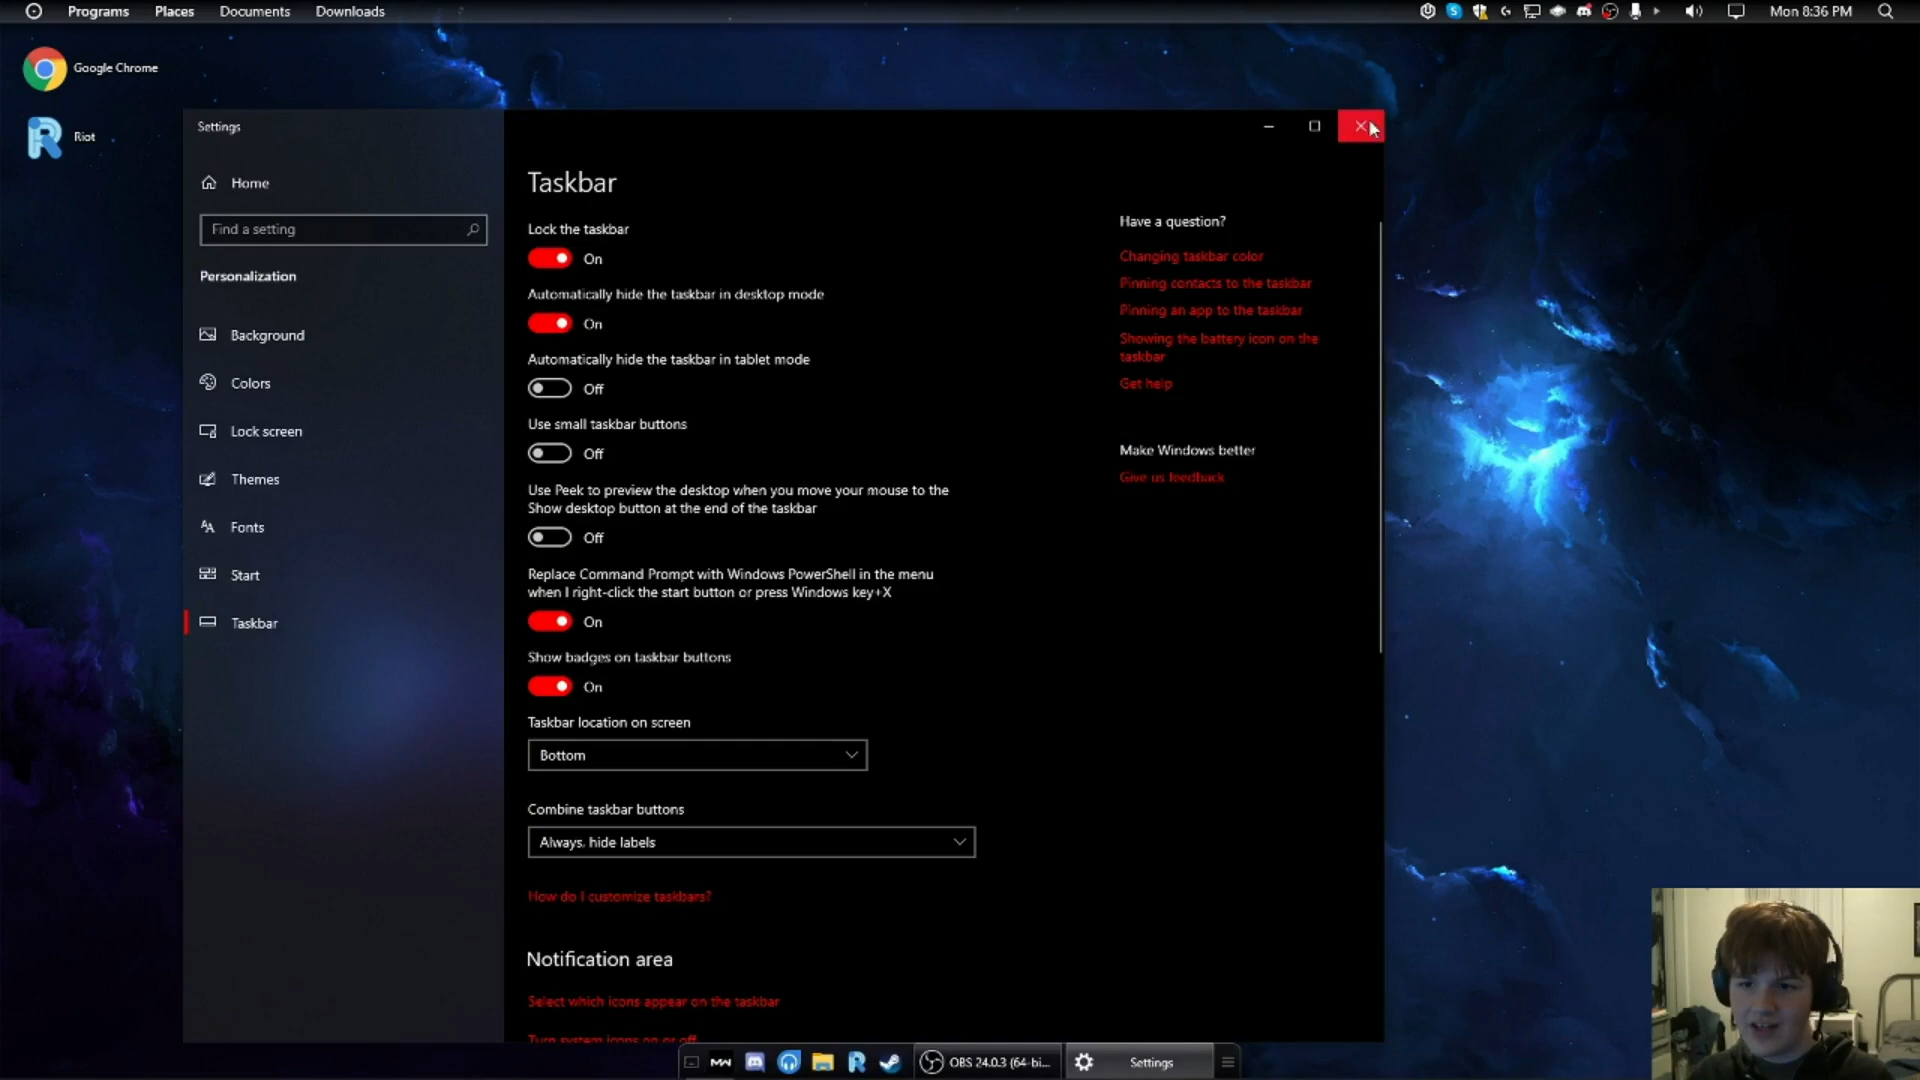 Programs Places Documents Downloads
Mon 8:36 PM
Google Chrome
Riot
Settings
Home
Find a setting
Personalization
Background
Colors
Lock screen
Themes
Fonts
Start
Taskbar
Taskbar
Lock the taskbar
On
Automatically hide the taskbar in desktop mode
On
Automatically hide the taskbar in tablet mode
Off
Use small taskbar buttons
Off
Use Peek to preview the desktop when you move your mouse to the
Show desktop button at the end of the taskbar
Off
Replace Command Prompt with Windows PowerShell in the menu
when I right-click the start button or press Windows key+X
On
Show badges on taskbar buttons
On
Taskbar location on screen
Bottom
Combine taskbar buttons
Always, hide labels
How do I customize taskbars?
Notification area
Select which icons appear on the taskbar
Turn system icons on or off
Have a question?
Changing taskbar color
Pinning contacts to the taskbar
Pinning an app to the taskbar
Showing the battery icon on the
taskbar
Get help
Make Windows better
Give us feedback
MW
OBS 24.0.3 (64-bi...
Settings